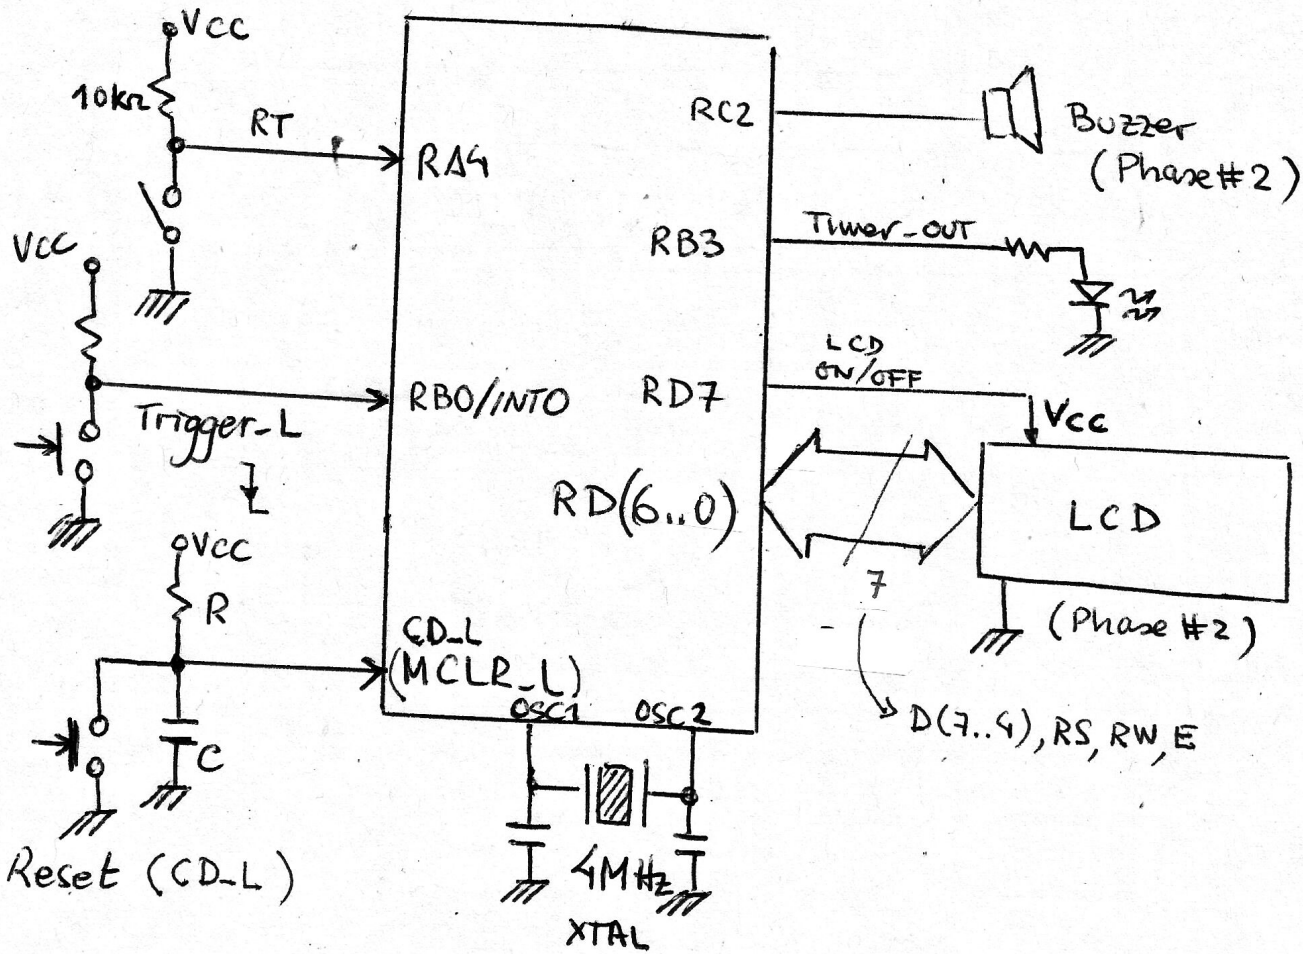 VCC
10kΩ
RT
RA4
VCC
RB0/INT0
Trigger_L
VCC
R
CD_L
(MCLR_L)
C
Reset (CD_L)
OSC1
OSC2
4MHz
XTAL
RC2
Buzzer
(Phase #2)
RB3
Timer_OUT
LCD
ON/OFF
RD7
VCC
RD(6..0)
7
LCD
(Phase #2)
D(7..4), RS, RW, E